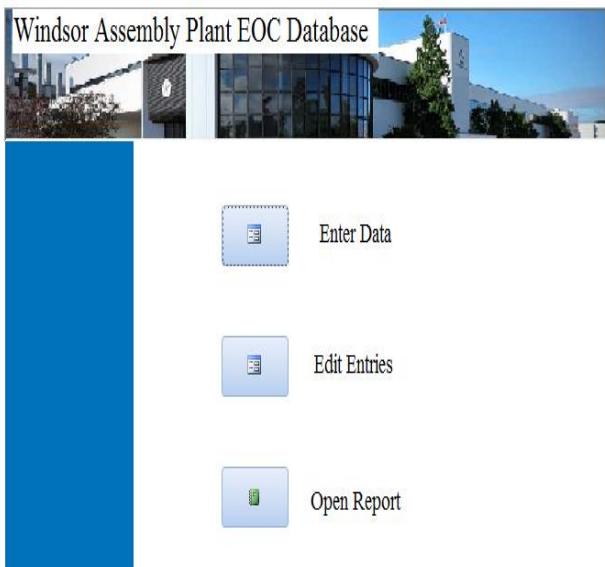 Windsor Assembly Plant EOC Database
Enter Data
Edit Entries
Open Report